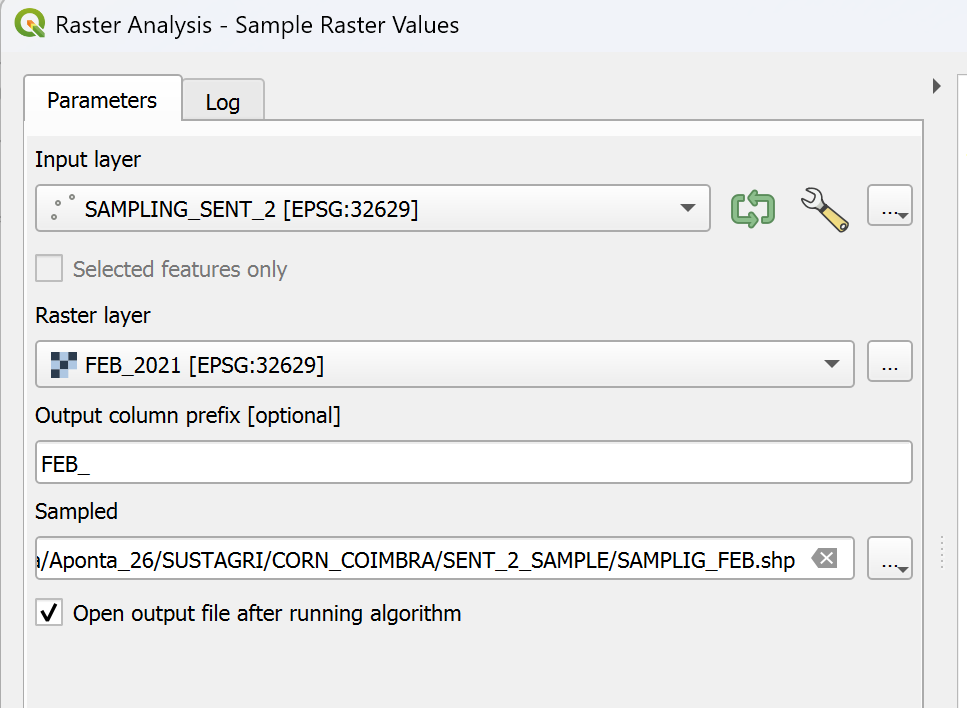 Raster Analysis - Sample Raster Values
Parameters
Log
Input layer
SAMPLING_SENT_2 [EPSG:32629]
...
Selected features only
Raster layer
FEB_2021 [EPSG:32629]
...
Output column prefix [optional]
FEB_
Sampled
/Aponta_26/SUSTAGRI/CORN_COIMBRA/SENT_2_SAMPLE/SAMPLIG_FEB.shp
...
Open output file after running algorithm